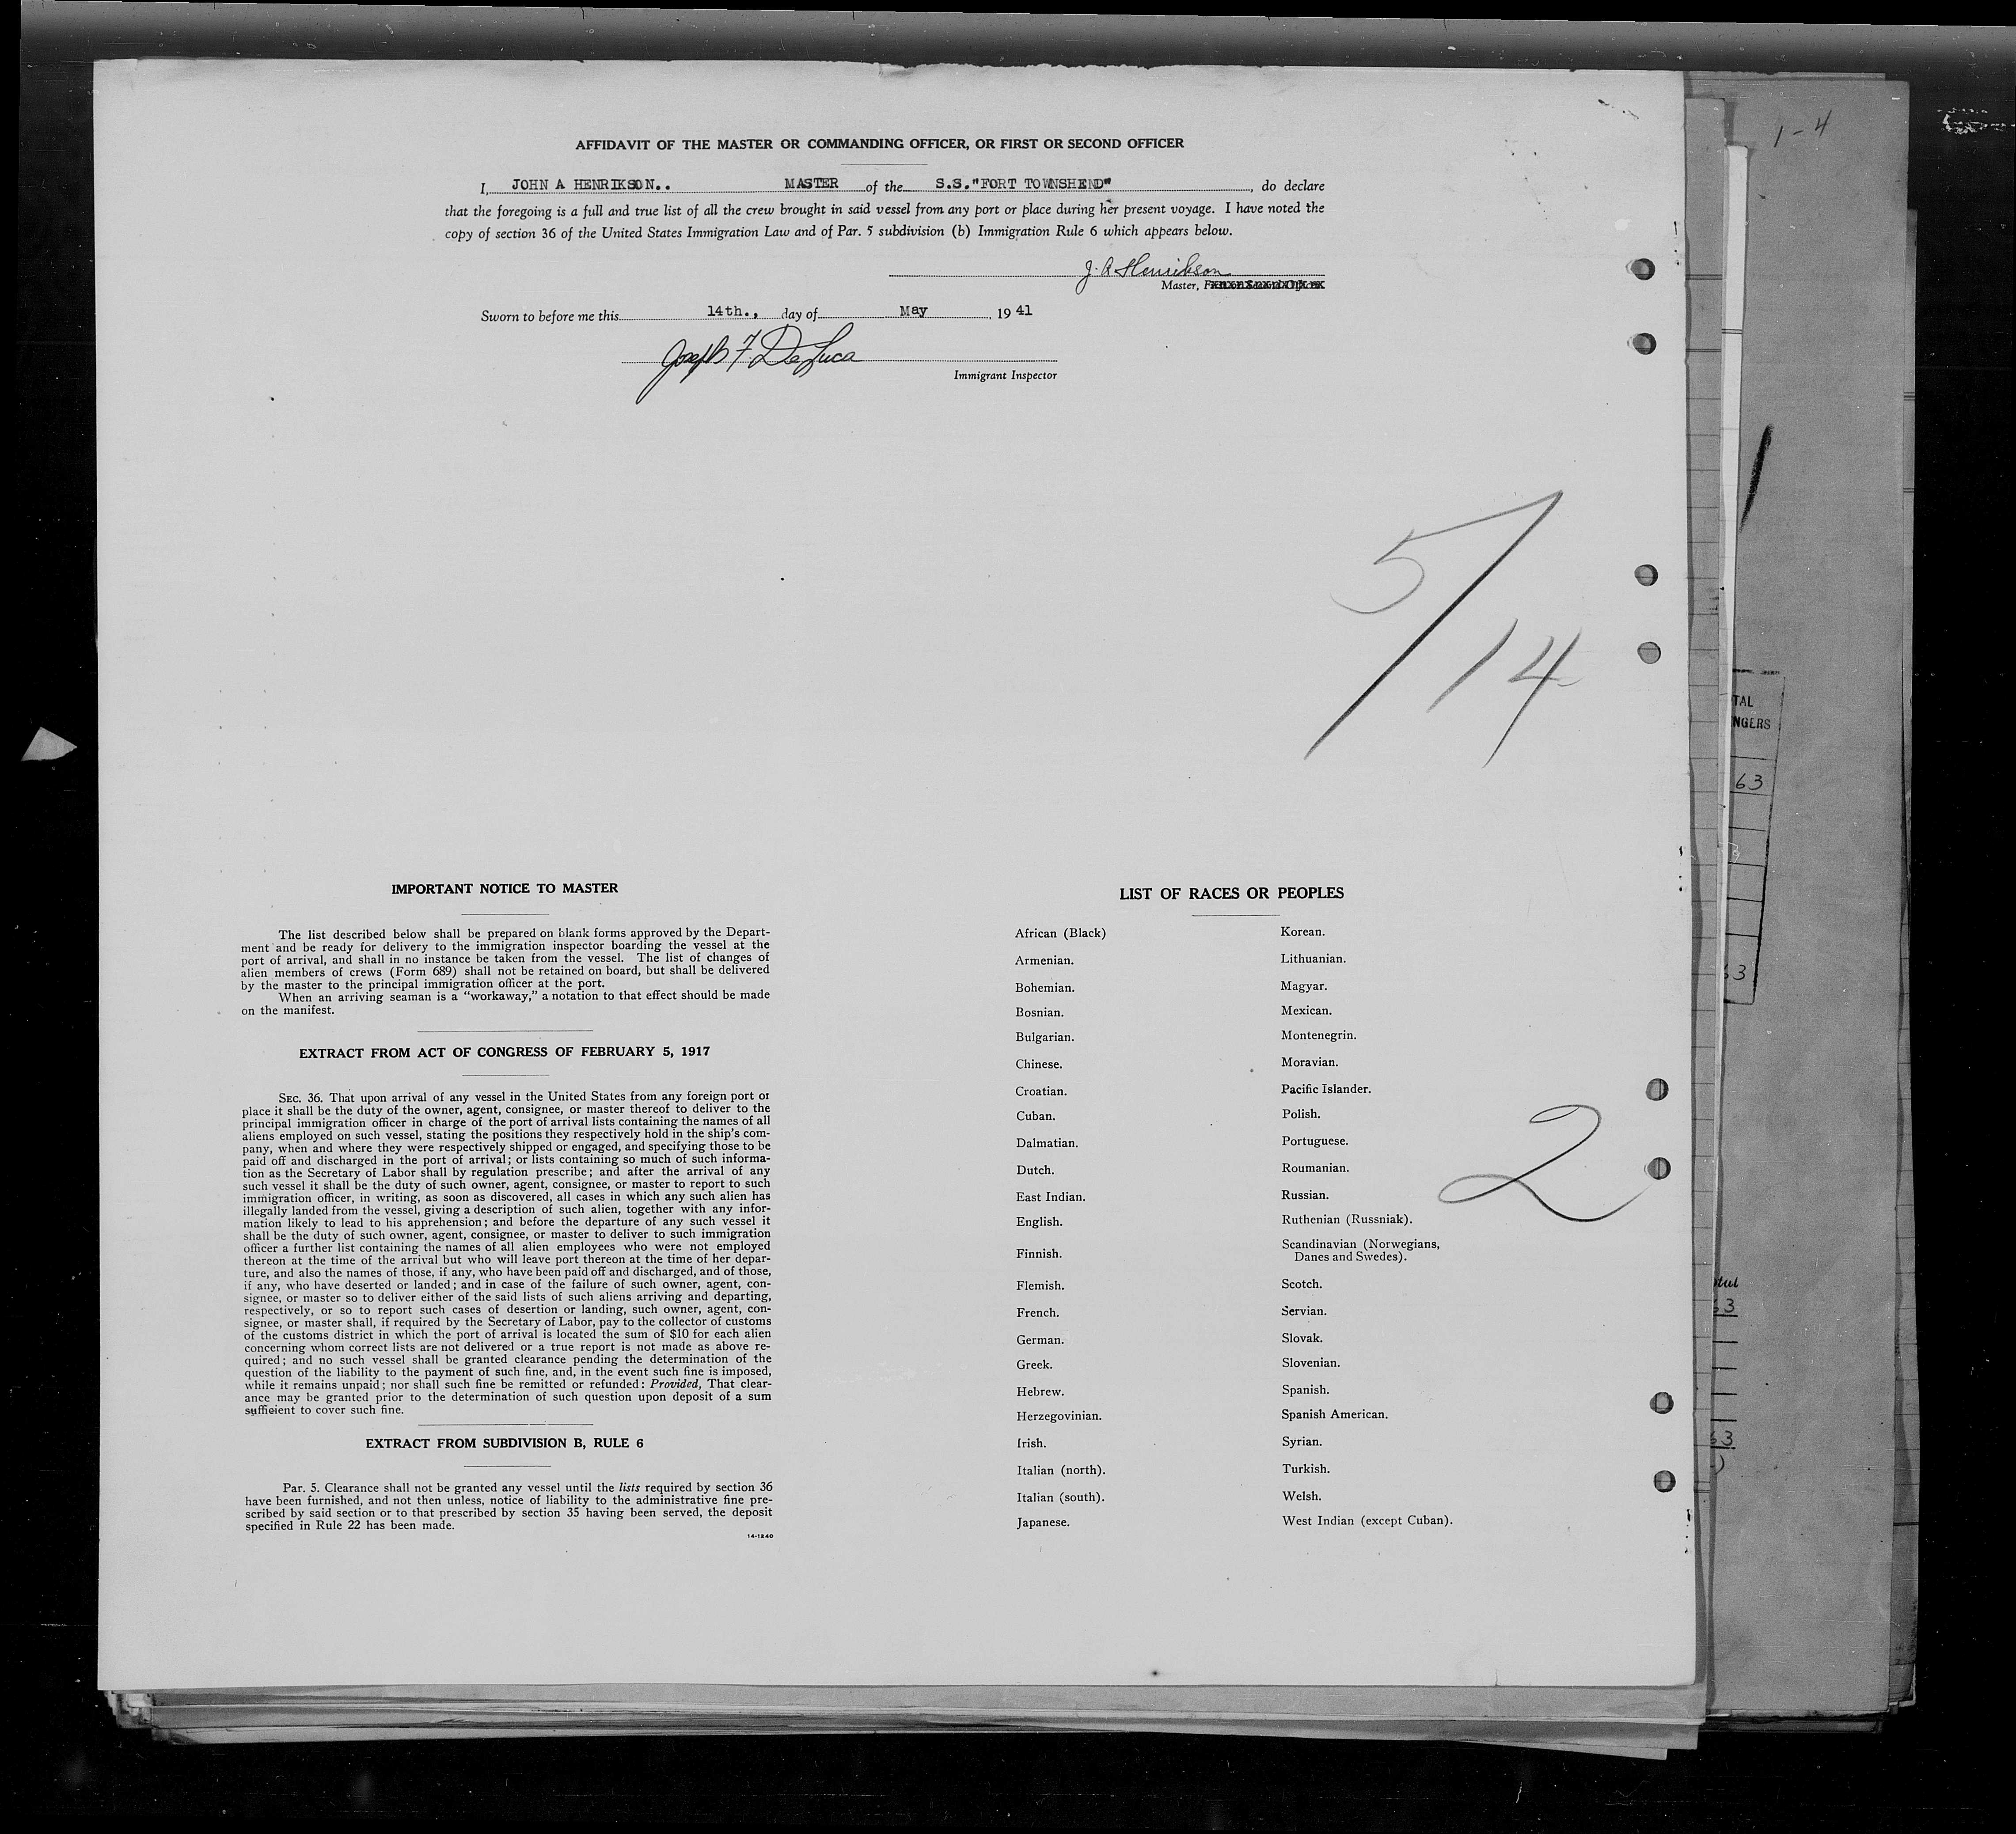 1-4
AFFIDAVIT OF THE MASTER OR COMMANDING OFFICER, OR FIRST OR SECOND OFFICER
I, JOHN A HENRIKSON.. MASTER of the S.S."FORT TOWNSHEND", do declare
that the foregoing is a full and true list of all the crew brought in said vessel from any port or place during her present voyage. I have noted the
copy of section 36 of the United States Immigration Law and of Par. 5 subdivision (b) Immigration Rule 6 which appears below.
J. A Henrikson
Master,
Sworn to before me this 14th., day of May, 19 41
Joseph F DeLuca
Immigrant Inspector
5/14
TAL
NGERS
63
63
IMPORTANT NOTICE TO MASTER
The list described below shall be prepared on blank forms approved by the Depart-
ment and be ready for delivery to the immigration inspector boarding the vessel at the
port of arrival, and shall in no instance be taken from the vessel. The list of changes of
alien members of crews (Form 689) shall not be retained on board, but shall be delivered
by the master to the principal immigration officer at the port.
When an arriving seaman is a "workaway," a notation to that effect should be made
on the manifest.
EXTRACT FROM ACT OF CONGRESS OF FEBRUARY 5, 1917
SEC. 36. That upon arrival of any vessel in the United States from any foreign port or
place it shall be the duty of the owner, agent, consignee, or master thereof to deliver to the
principal immigration officer in charge of the port of arrival lists containing the names of all
aliens employed on such vessel, stating the positions they respectively hold in the ship's com-
pany, when and where they were respectively shipped or engaged, and specifying those to be
paid off and discharged in the port of arrival; or lists containing so much of such informa-
tion as the Secretary of Labor shall by regulation prescribe; and after the arrival of any
such vessel it shall be the duty of such owner, agent, consignee, or master to report to such
immigration officer, in writing, as soon as discovered, all cases in which any such alien has
illegally landed from the vessel, giving a description of such alien, together with any infor-
mation likely to lead to his apprehension; and before the departure of any such vessel it
shall be the duty of such owner, agent, consignee, or master to deliver to such immigration
officer a further list containing the names of all alien employees who were not employed
thereon at the time of the arrival but who will leave port thereon at the time of her depar-
ture, and also the names of those, if any, who have been paid off and discharged, and of those,
if any, who have deserted or landed; and in case of the failure of such owner, agent, con-
signee, or master so to deliver either of the said lists of such aliens arriving and departing,
respectively, or so to report such cases of desertion or landing, such owner, agent, con-
signee, or master shall, if required by the Secretary of Labor, pay to the collector of customs
of the customs district in which the port of arrival is located the sum of $10 for each alien
concerning whom correct lists are not delivered or a true report is not made as above re-
quired; and no such vessel shall be granted clearance pending the determination of the
question of the liability to the payment of such fine, and, in the event such fine is imposed,
while it remains unpaid; nor shall such fine be remitted or refunded: Provided, That clear-
ance may be granted prior to the determination of such question upon deposit of a sum
sufficient to cover such fine.
EXTRACT FROM SUBDIVISION B, RULE 6
Par. 5. Clearance shall not be granted any vessel until the lists required by section 36
have been furnished, and not then unless, notice of liability to the administrative fine pre-
scribed by said section or to that prescribed by section 35 having been served, the deposit
specified in Rule 22 has been made.
14-1240
LIST OF RACES OR PEOPLES
African (Black)
Armenian.
Bohemian.
Bosnian.
Bulgarian.
Chinese.
Croatian.
Cuban.
Dalmatian.
Dutch.
East Indian.
English.
Finnish.
Flemish.
French.
German.
Greek.
Hebrew.
Herzegovinian.
Irish.
Italian (north).
Italian (south).
Japanese.
Korean.
Lithuanian.
Magyar.
Mexican.
Montenegrin.
Moravian.
Pacific Islander.
Polish.
Portuguese.
Roumanian.
Russian.
Ruthenian (Russniak).
Scandinavian (Norwegians,
Danes and Swedes).
Scotch.
Servian.
Slovak.
Slovenian.
Spanish.
Spanish American.
Syrian.
Turkish.
Welsh.
West Indian (except Cuban).
2
63
63